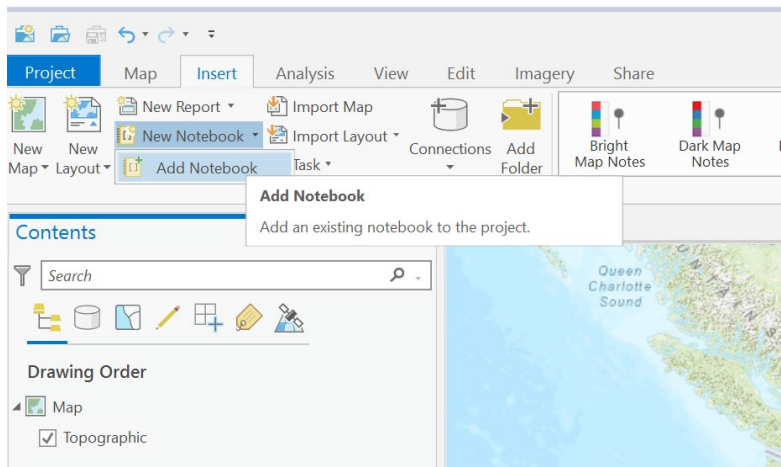 Project Map Insert Analysis View Edit Imagery Share
New Report Import Map
New Notebook Import Layout
Add Notebook Task
New Map
New Layout
Connections
Add Folder
Bright Map Notes
Dark Map Notes
Add Notebook
Add an existing notebook to the project.
Contents
Search
Queen
Charlotte
Sound
Drawing Order
Map
Topographic